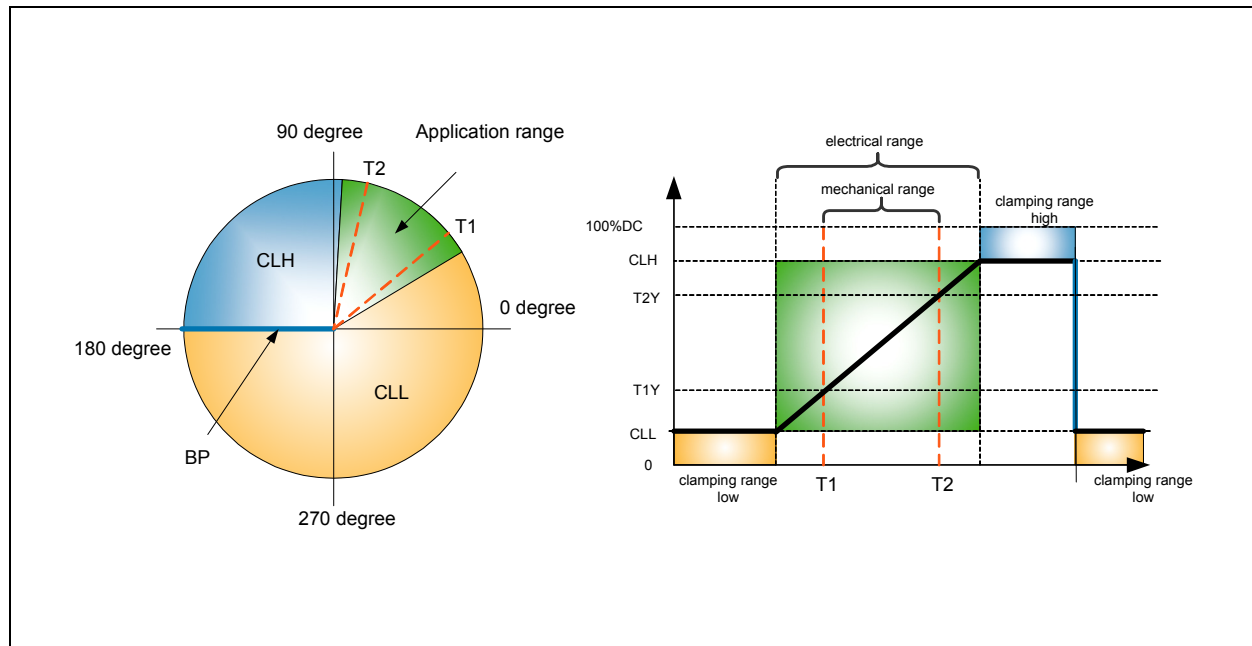 90 degree
Application range
T2
T1
CLH
0 degree
180 degree
CLL
BP
270 degree
electrical range
mechanical range
clamping range
high
100%DC
CLH
T2Y
T1Y
CLL
0
clamping range
low
T1
T2
clamping range
low